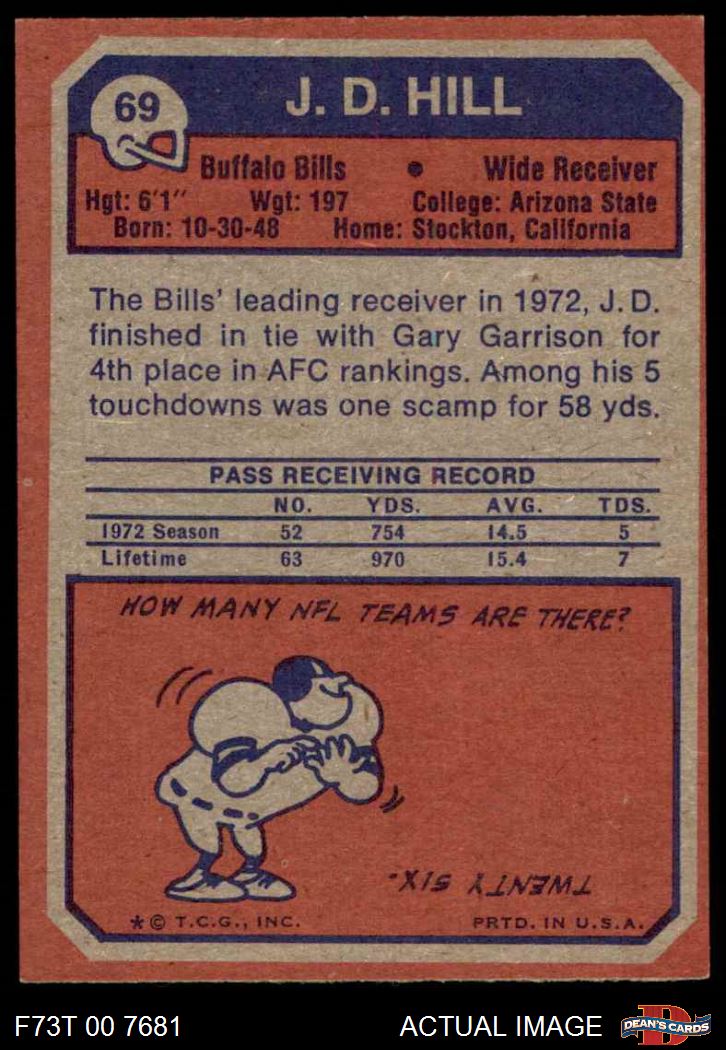 69
J. D. HILL
Buffalo Bills • Wide Receiver
Hgt: 6'1" Wgt: 197 College: Arizona State
Born: 10-30-48 Home: Stockton, California
The Bills' leading receiver in 1972, J.D.
finished in tie with Gary Garrison for
4th place in AFC rankings. Among his 5
touchdowns was one scamp for 58 yds.
PASS RECEIVING RECORD
NO. YDS. AVG. TDS.
1972 Season 52 754 14.5 5
Lifetime 63 970 15.4 7
HOW MANY NFL TEAMS ARE THERE?
TWENTY SIX.
* © T.C.G., INC. PRTD. IN U.S.A.
F73T 00 7681 ACTUAL IMAGE D DEAN'S CARDS